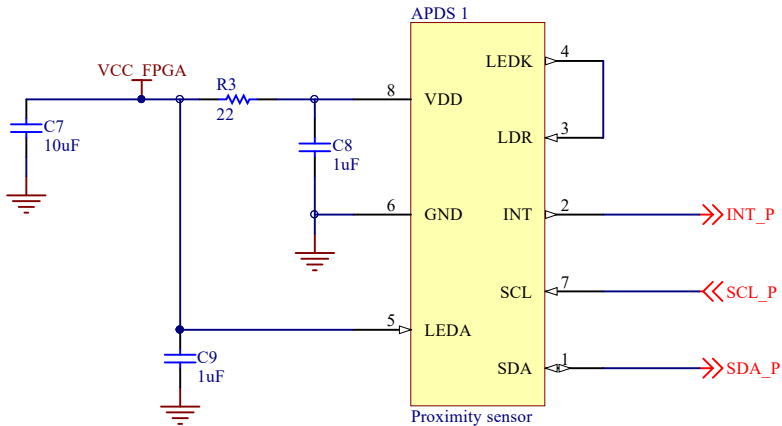 APDS 1
VCC_FPGA
R3
22
C7
10uF
C8
1uF
8
VDD
4
LEDK
3
LDR
6
GND
2
INT
INT_P
7
SCL
SCL_P
5
LEDA
C9
1uF
1
SDA
SDA_P
Proximity sensor